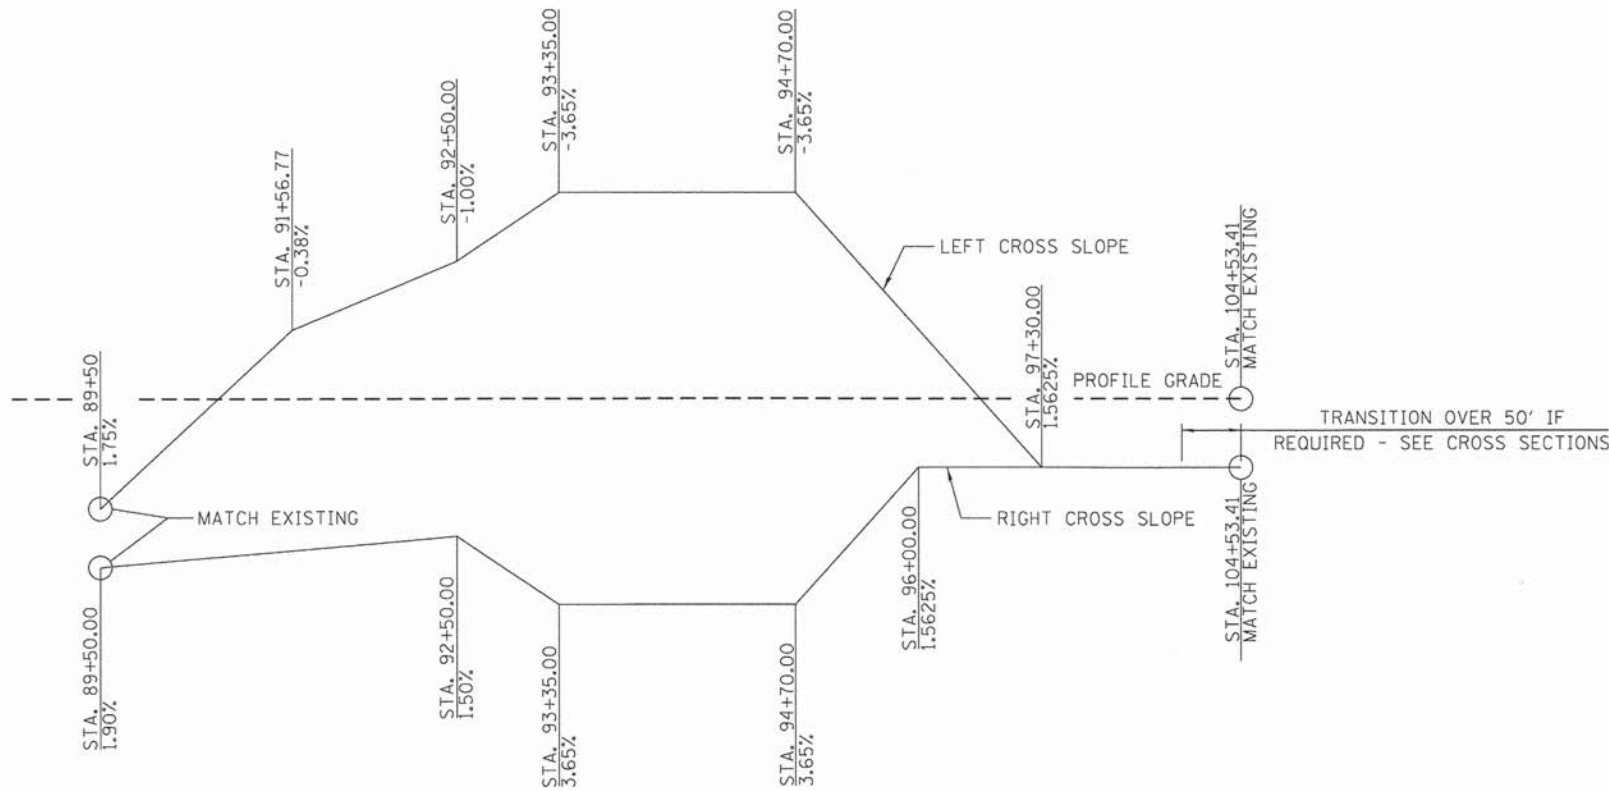 STA. 93+35.00
-3.65%
STA. 94+70.00
-3.65%
STA. 92+50.00
-1.00%
STA. 91+56.77
-0.38%
STA. 104+53.41
MATCH EXISTING
LEFT CROSS SLOPE
STA. 97+30.00
1.5625%
STA. 89+50
1.75%
PROFILE GRADE
TRANSITION OVER 50' IF
REQUIRED - SEE CROSS SECTIONS
MATCH EXISTING
RIGHT CROSS SLOPE
STA. 104+53.41
MATCH EXISTING
STA. 96+00.00
1.5625%
STA. 89+50.00
1.90%
STA. 92+50.00
1.50%
STA. 93+35.00
3.65%
STA. 94+70.00
3.65%